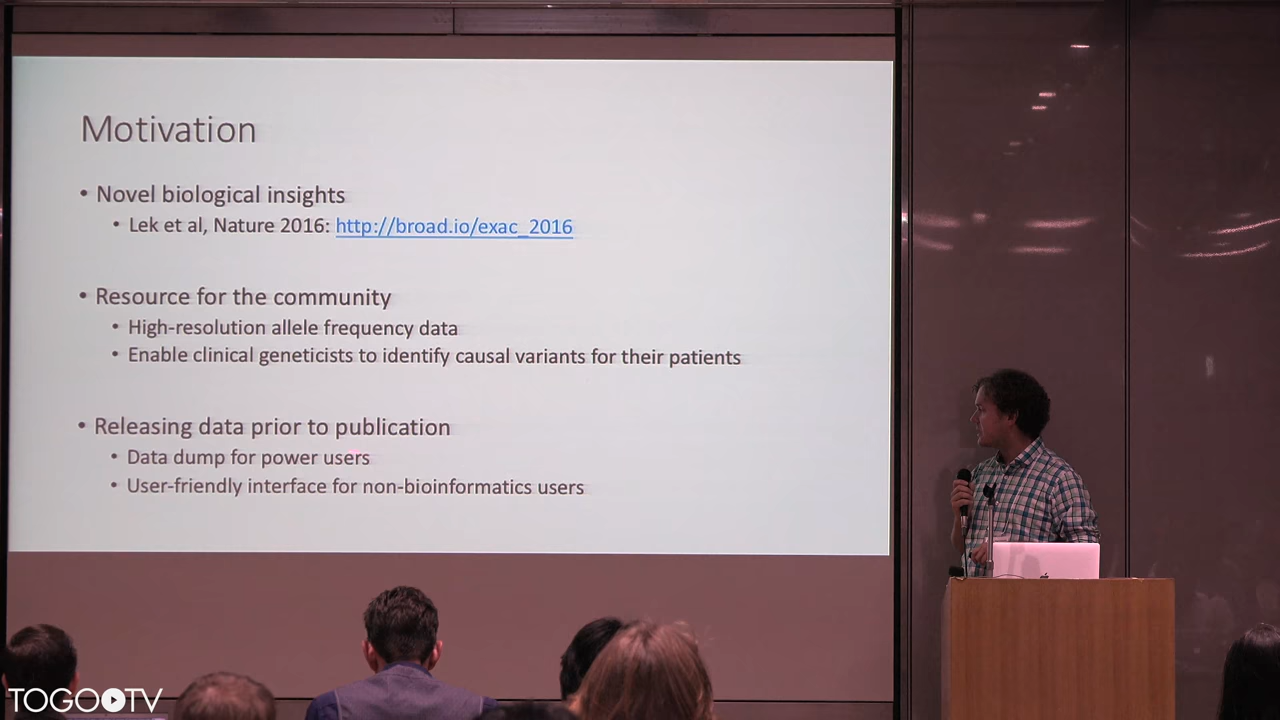 Motivation
• Novel biological insights
• Lek et al, Nature 2016: http://broad.io/exac_2016
• Resource for the community
• High-resolution allele frequency data
• Enable clinical geneticists to identify causal variants for their patients
• Releasing data prior to publication
• Data dump for power users
• User-friendly interface for non-bioinformatics users
TOGO TV